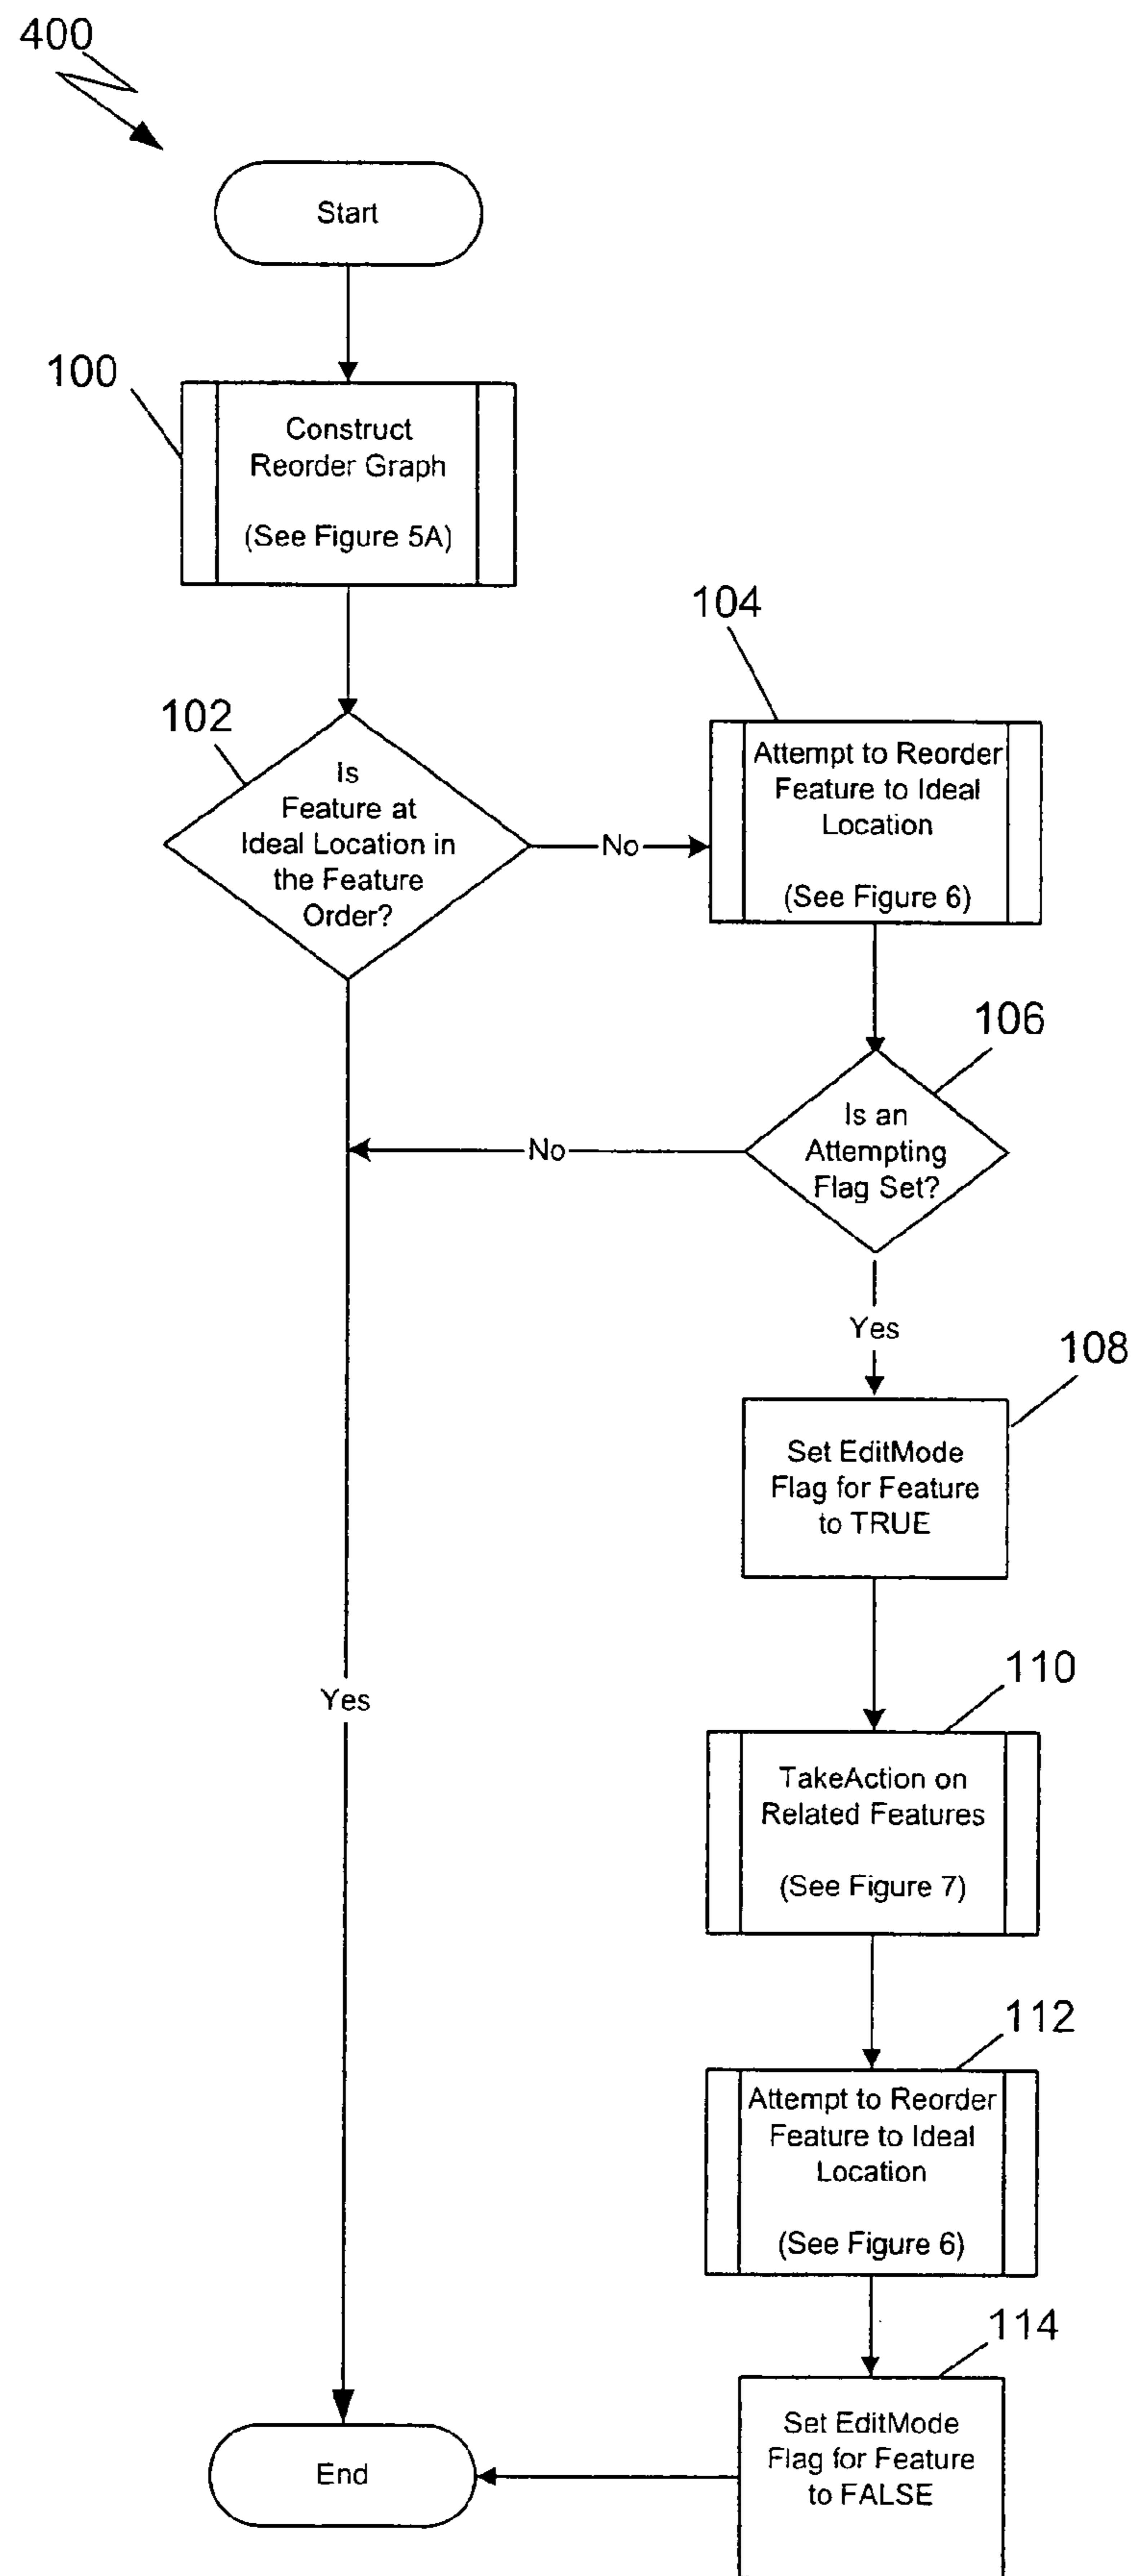 400
Start
100
Construct
Reorder Graph
(See Figure 5A)
102
Is
Feature at
Ideal Location in
the Feature
Order?
No
104
Attempt to Reorder
Feature to Ideal
Location
(See Figure 6)
106
Is an
Attempting
Flag Set?
No
Yes
108
Set EditMode
Flag for Feature
to TRUE
110
TakeAction on
Related Features
(See Figure 7)
Yes
112
Attempt to Reorder
Feature to Ideal
Location
(See Figure 6)
114
Set EditMode
Flag for Feature
to FALSE
End